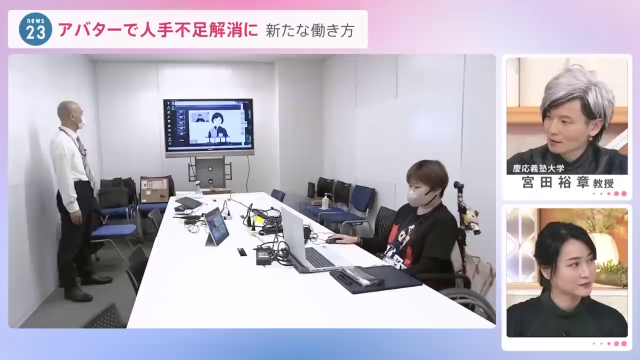 news
23
アバターで人手不足解消に 新たな働き方
慶応義塾大学
宮田裕章 教授